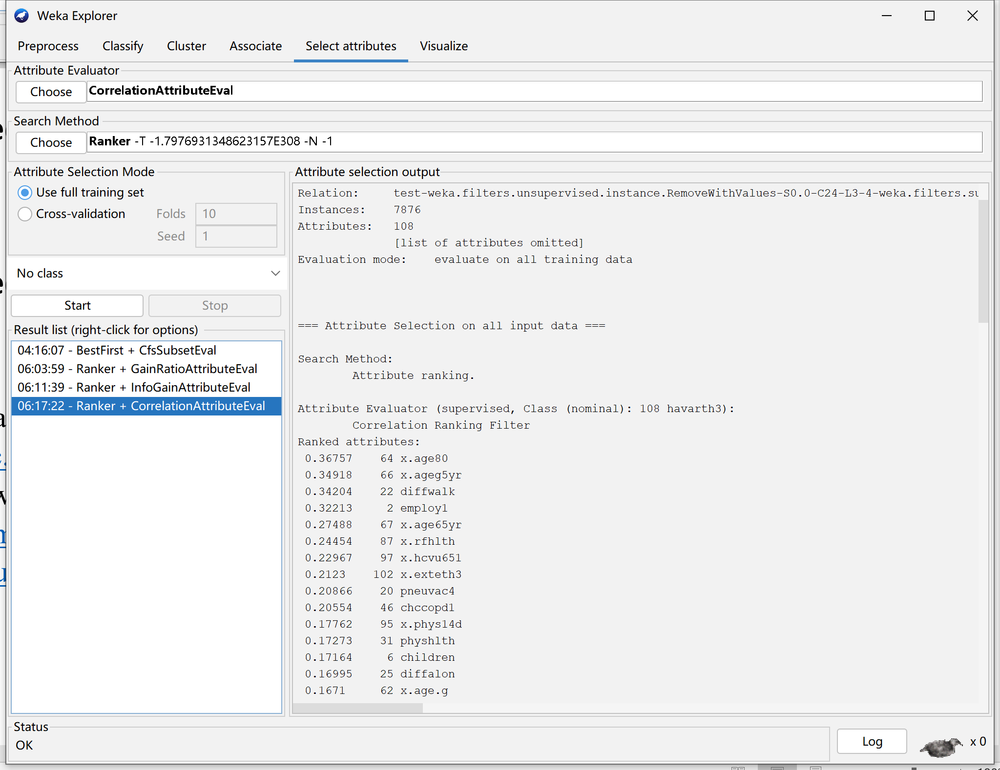 Weka Explorer
Preprocess Classify Cluster Associate Select attributes Visualize
Attribute Evaluator
Choose CorrelationAttributeEval
Search Method
Choose Ranker -T -1.7976931348623157E308 -N -1
Attribute Selection Mode
Use full training set
Cross-validation Folds 10
Seed 1
No class
Start Stop
Result list (right-click for options)
04:16:07 - BestFirst + CfsSubsetEval
06:03:59 - Ranker + GainRatioAttributeEval
06:11:39 - Ranker + InfoGainAttributeEval
06:17:22 - Ranker + CorrelationAttributeEval
Attribute selection output
Relation: test-weka.filters.unsupervised.instance.RemoveWithValues-S0.0-C24-L3-4-weka.filters.su
Instances: 7876
Attributes: 108
[list of attributes omitted]
Evaluation mode: evaluate on all training data
=== Attribute Selection on all input data ===
Search Method:
Attribute ranking.
Attribute Evaluator (supervised, Class (nominal): 108 havarth3):
Correlation Ranking Filter
Ranked attributes:
0.36757 64 x.age80
0.34918 66 x.ageg5yr
0.34204 22 diffwalk
0.32213 2 employ1
0.27488 67 x.age65yr
0.24454 87 x.rfhlth
0.22967 97 x.hcvu651
0.2123 102 x.exteth3
0.20866 20 pneuvac4
0.20554 46 chccopd1
0.17762 95 x.phys14d
0.17273 31 physhlth
0.17164 6 children
0.16995 25 diffalon
0.1671 62 x.age.g
Status
OK
Log x 0